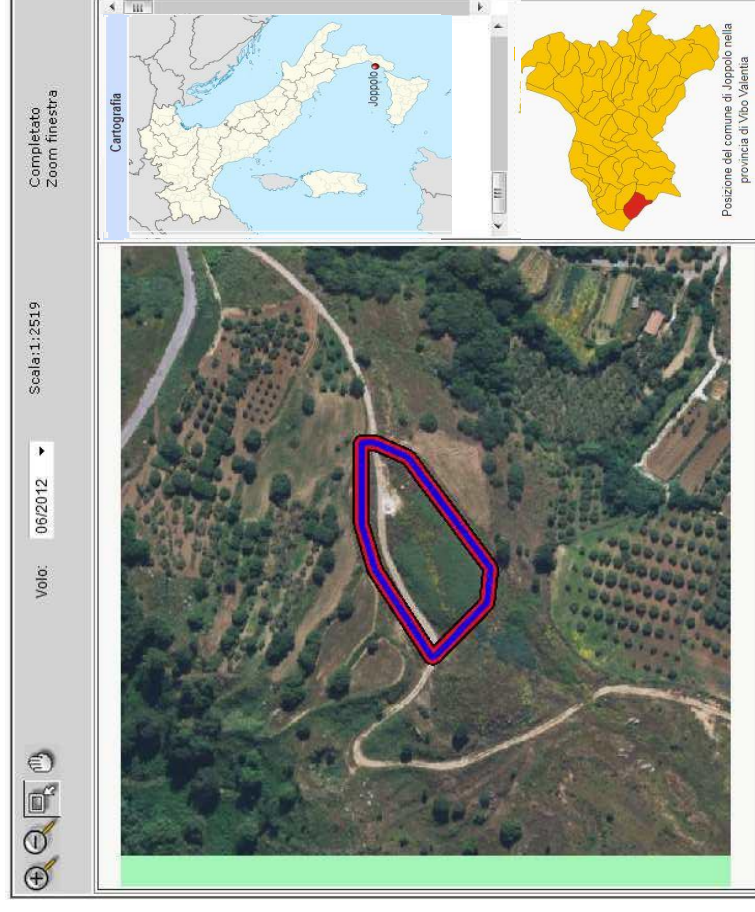 Volo:
06/2012
Scala:1:2519
Completato
Zoom finestra
Cartografia
Joppolo
Posizione del comune di Joppolo nella
provincia di Vibo Valentia